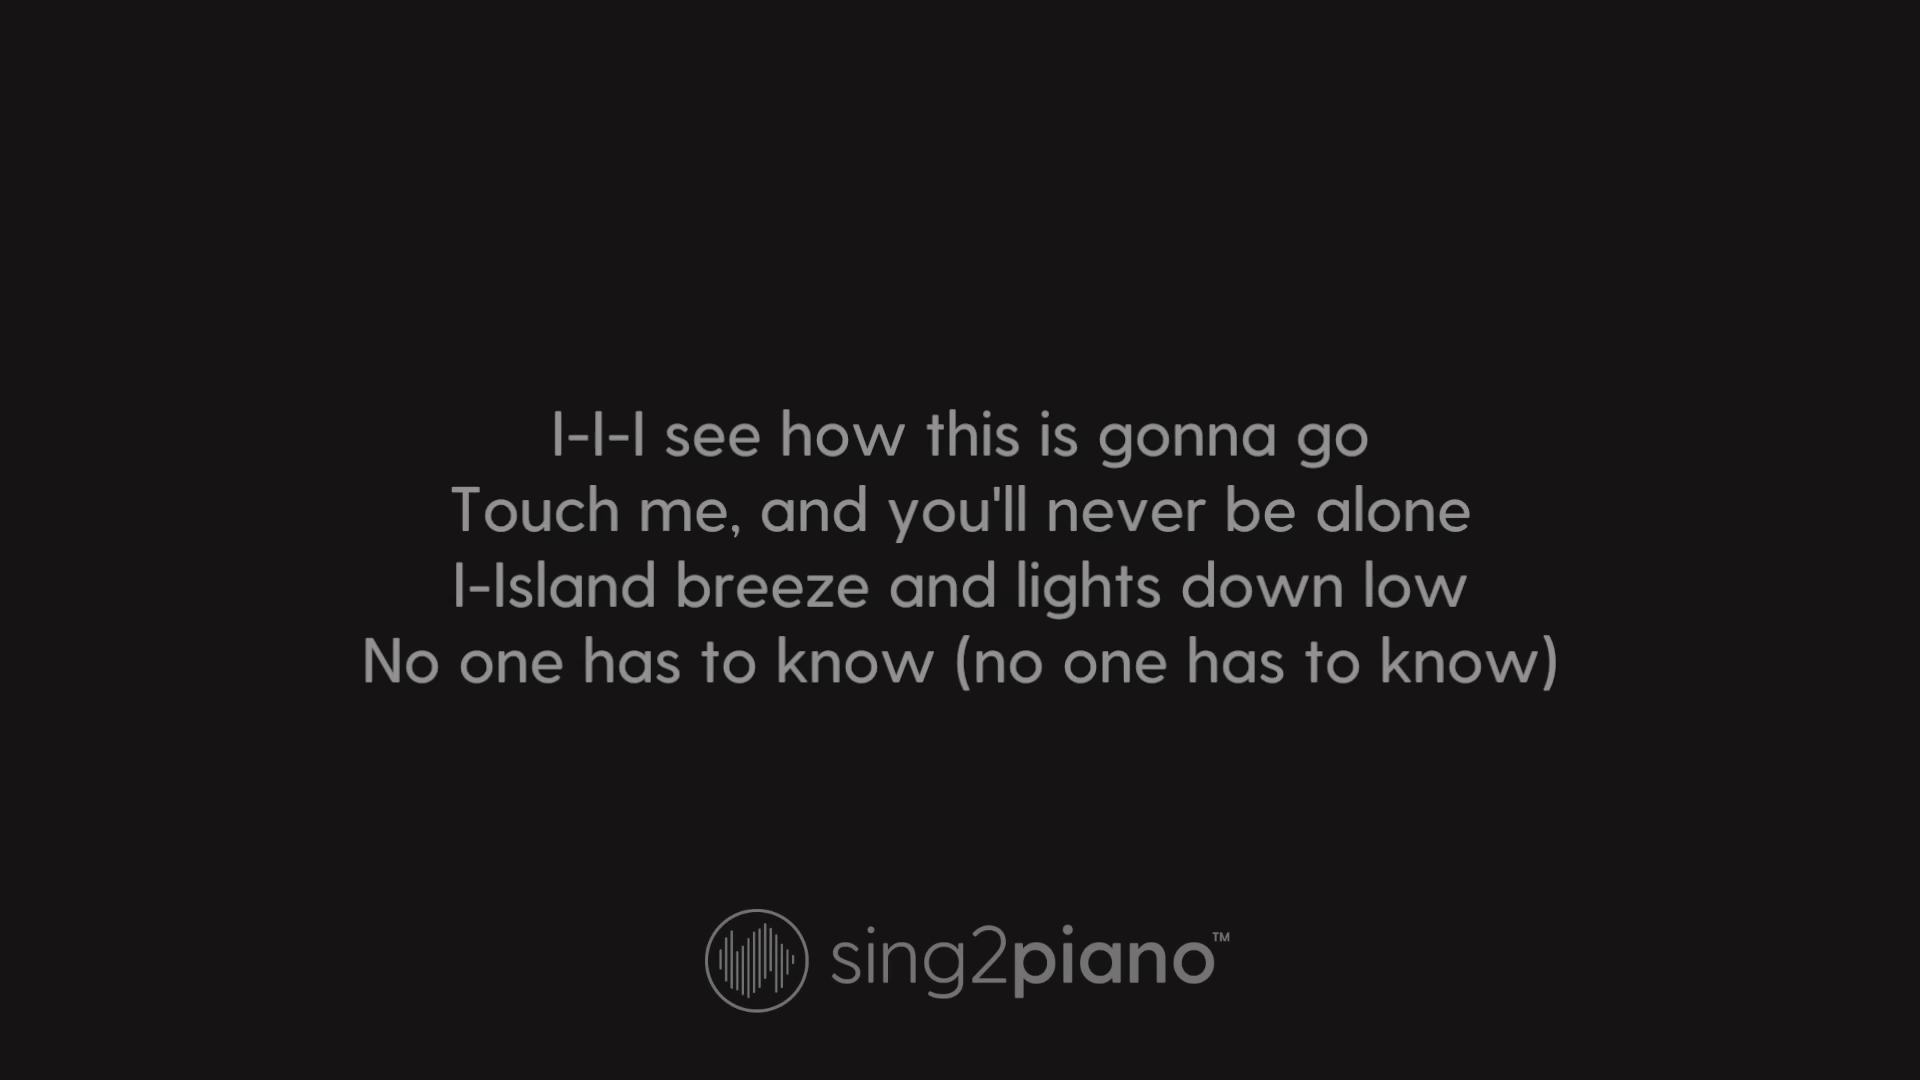 I-I-I see how this is gonna go
Touch me, and you'll never be alone
I-Island breeze and lights down low
No one has to know (no one has to know)
sing2piano™